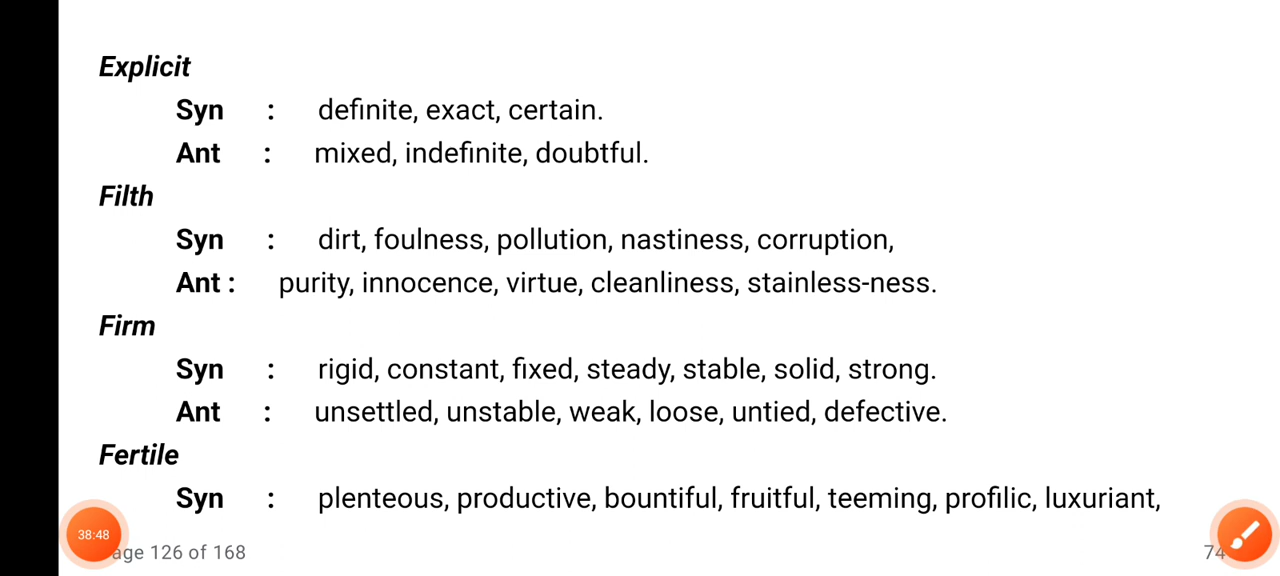 Explicit
Syn : definite, exact, certain.
Ant : mixed, indefinite, doubtful.
Filth
Syn : dirt, foulness, pollution, nastiness, corruption,
Ant : purity, innocence, virtue, cleanliness, stainless-ness.
Firm
Syn : rigid, constant, fixed, steady, stable, solid, strong.
Ant : unsettled, unstable, weak, loose, untied, defective.
Fertile
Syn : plenteous, productive, bountiful, fruitful, teeming, profilic, luxuriant,
38:48
age 126 of 168
74